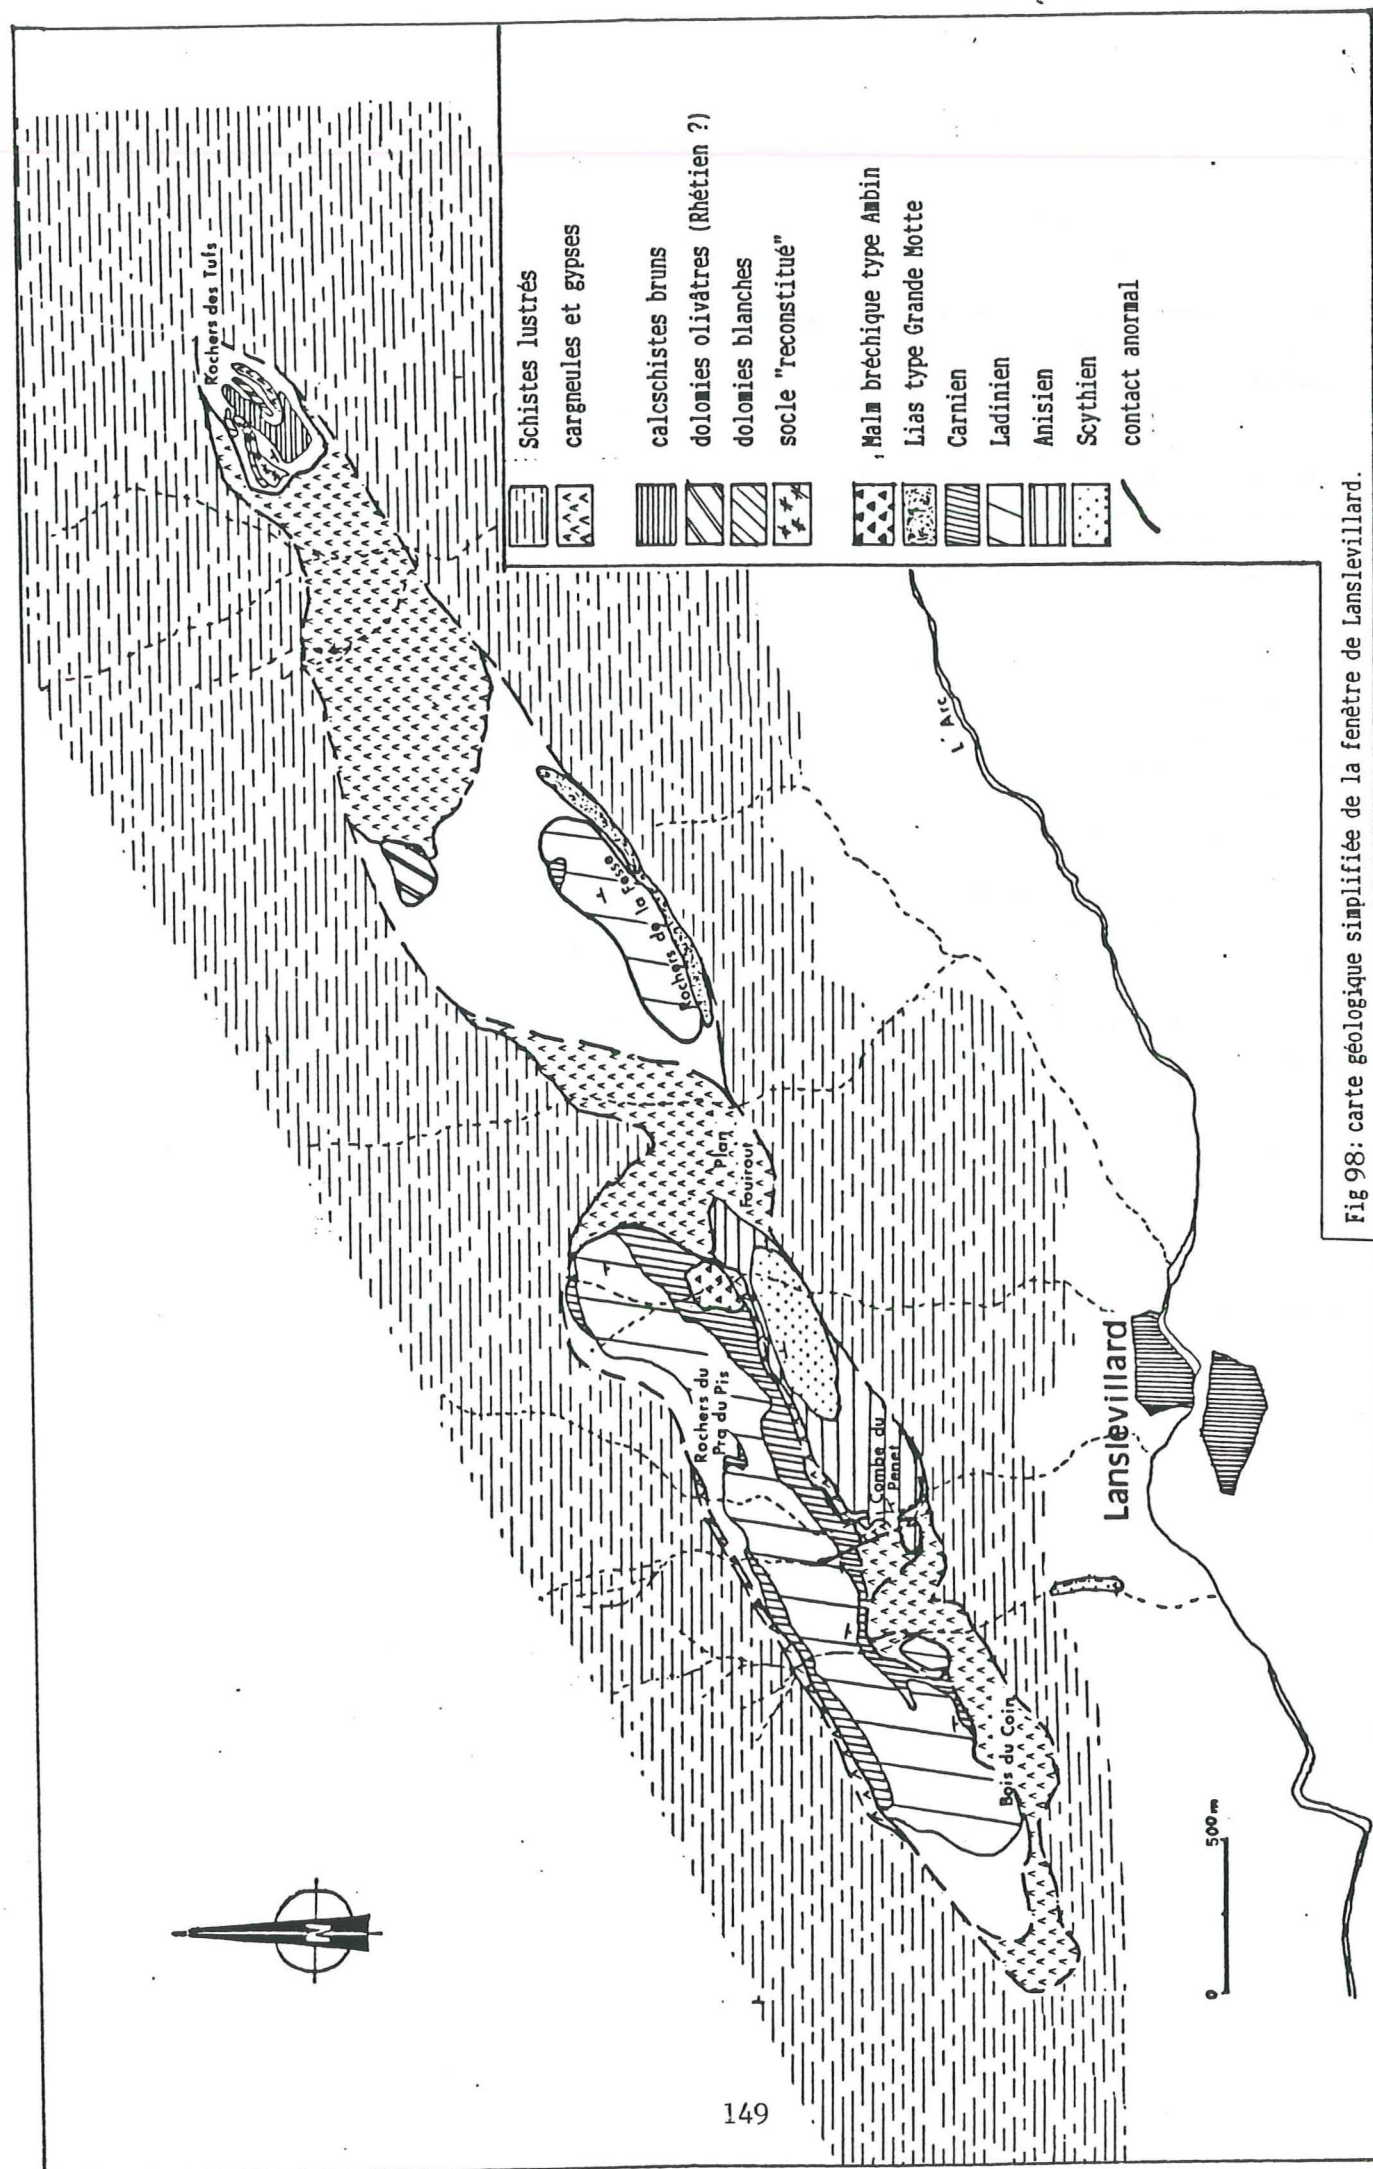 Rochers des Tufs
Rochers de la Fesse
L'Arc
Plan
Fouirout
Rochers du
Pra du Pis
Combe du
Penet
Bois du Coin
Lanslevillard
N
0 500m
Schistes lustrés
cargneules et gypses
calcschistes bruns
dolomies olivâtres (Rhétien ?)
dolomies blanches
socle "reconstitué"
Malm bréchique type Ambin
Lias type Grande Motte
Carnien
Ladinien
Anisien
Scythien
contact anormal
Fig 98: carte géologique simplifiée de la fenêtre de Lanslevillard.
149